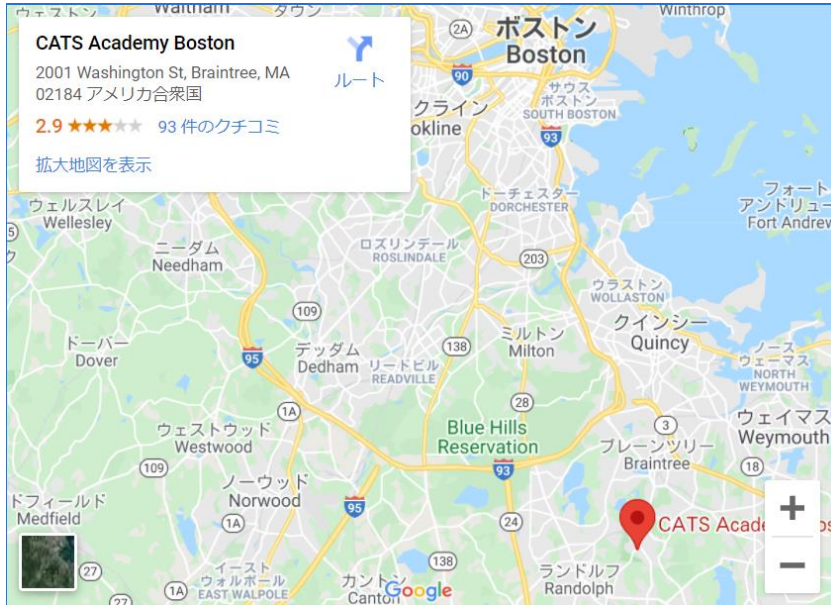 ウェストン
Waltham
タウン
Winthrop
2A
ボストン
Boston
CATS Academy Boston
2001 Washington St, Braintree, MA
02184 アメリカ合衆国
2.9
93 件のクチコミ
拡大地図を表示
ルート
90
クライン
okline
サウス
ボストン
SOUTH BOSTON
93
ドーチェスター
DORCHESTER
フォート
アンドリュー
Fort Andrew
ウェルズレイ
Wellesley
ニーダム
Needham
ロズリンデール
ROSLINDALE
203
ウラストン
WOLLASTON
109
クインシー
Quincy
ドーバー
Dover
95
デッダム
Dedham
リードビル
READVILLE
138
ミルトン
Milton
ノース
ウェーマス
NORTH
WEYMOUTH
1A
28
ウェストウッド
Westwood
Blue Hills
Reservation
3
ウェイマス
Weymouth
ブレーンツリー
Braintree
109
93
18
ドフィールド
Medfield
ノーウッド
Norwood
95
1A
24
CATS Acade
os
27
138
イースト
ウォルポール
EAST WALPOLE
カントン
Canton
Google
ランドルフ
Randolph
1A
27